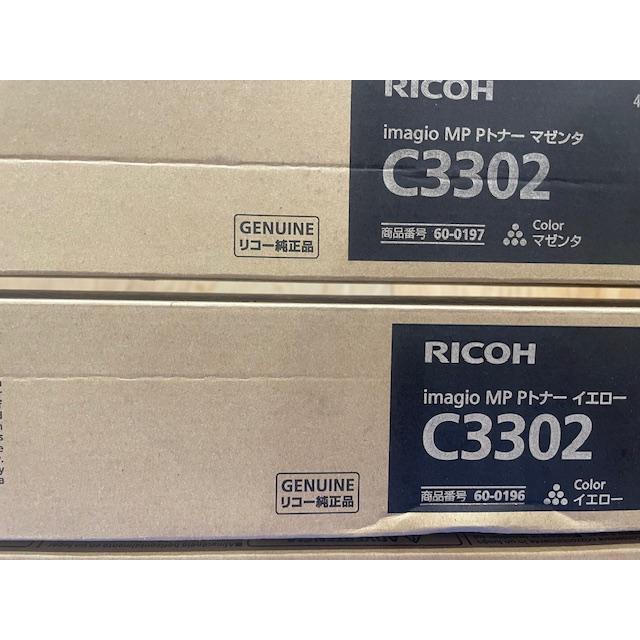 RICOH
4
imagio MP Pトナー マゼンタ
C3302
GENUINE
リコー純正品
商品番号 60-0197
Color
マゼンタ
RICOH
imagio MP Pトナー イエロー
C3302
GENUINE
リコー純正品
商品番号 60-0196
Color
イエロー